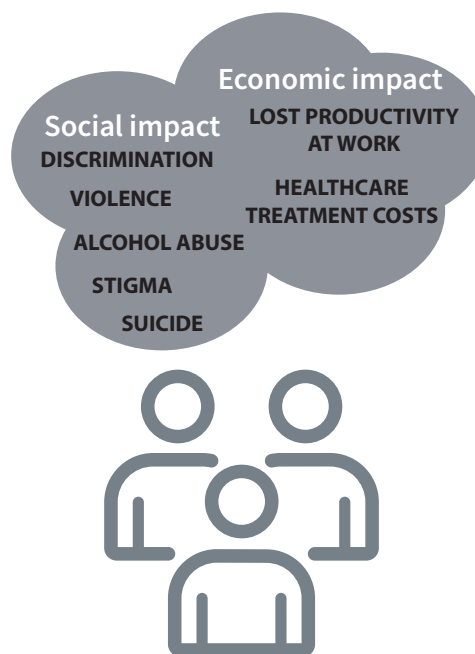 Social impact
DISCRIMINATION
VIOLENCE
ALCOHOL ABUSE
STIGMA
SUICIDE
Economic impact
LOST PRODUCTIVITY
AT WORK
HEALTHCARE
TREATMENT COSTS